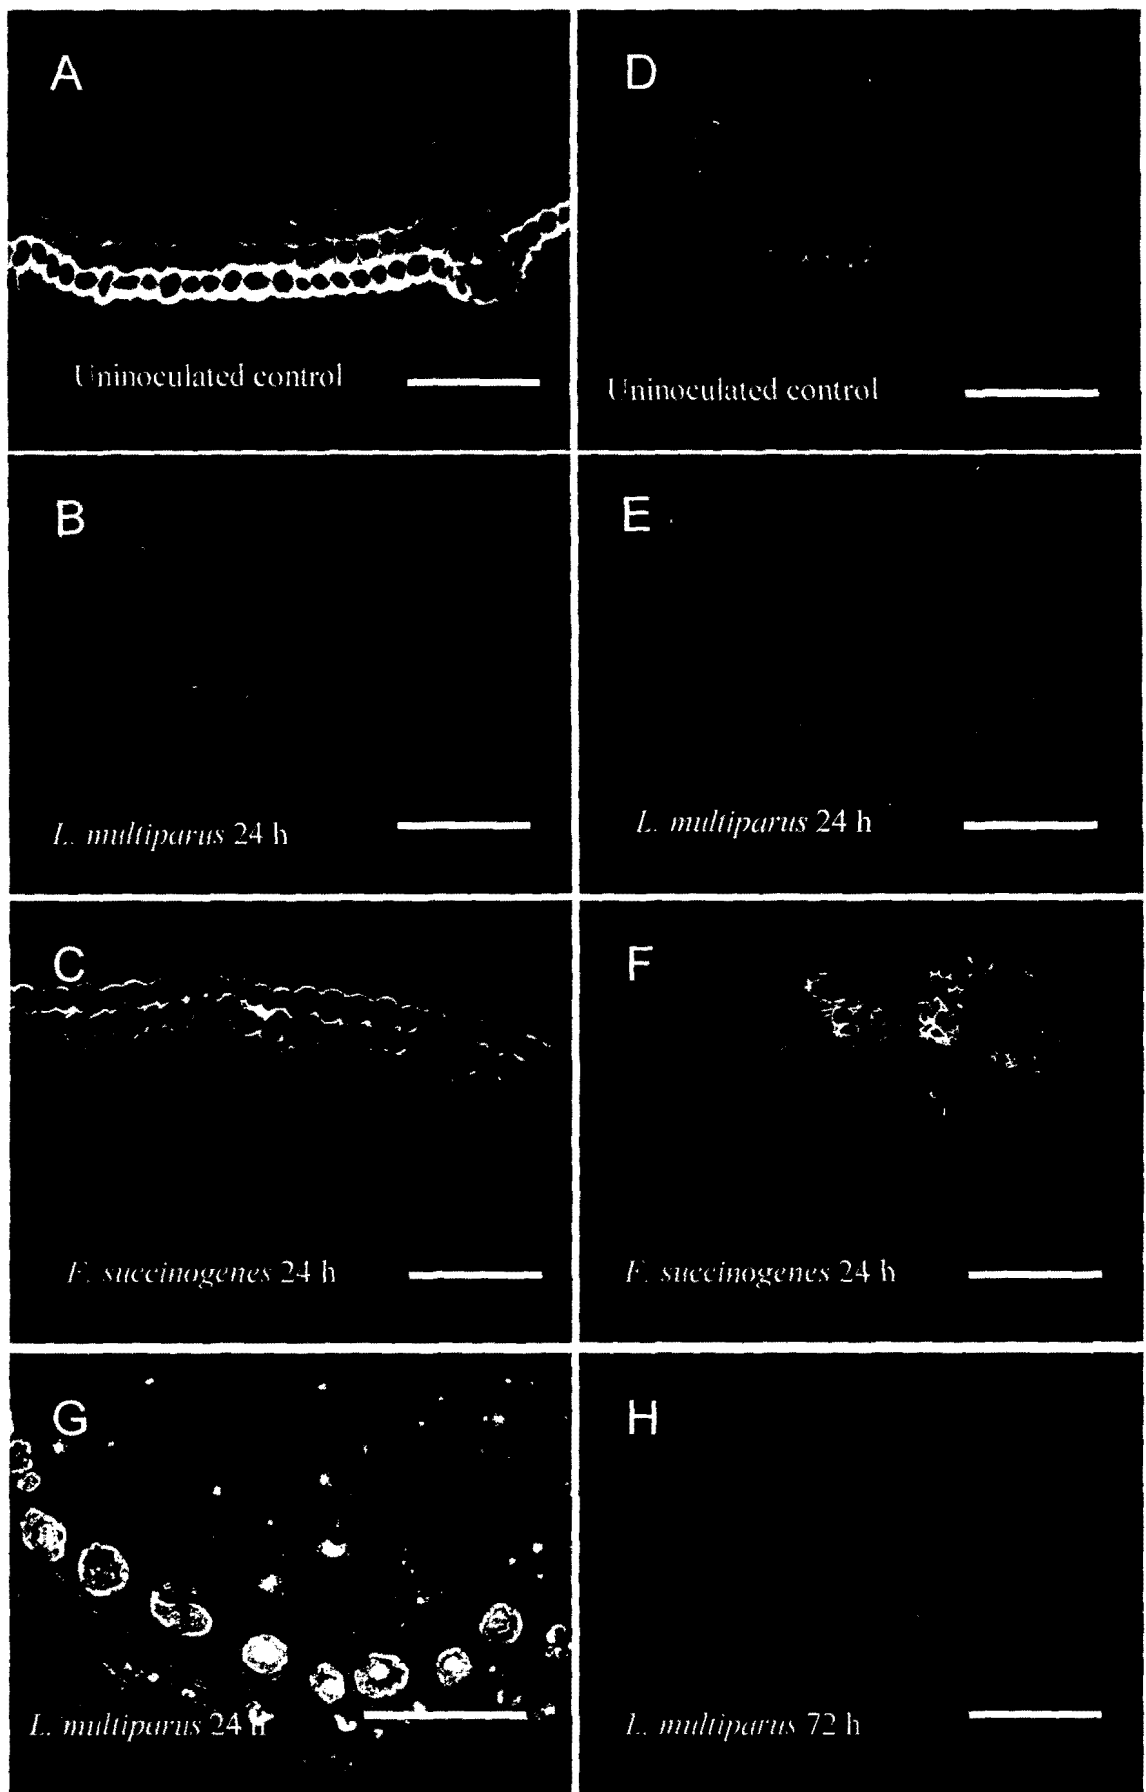 A
Uninoculated control
D
Uninoculated control
B
L. multiparus 24 h
E
L. multiparus 24 h
C
F. succinogenes 24 h
F
F. succinogenes 24 h
G
L. multiparus 24 h
H
L. multiparus 72 h